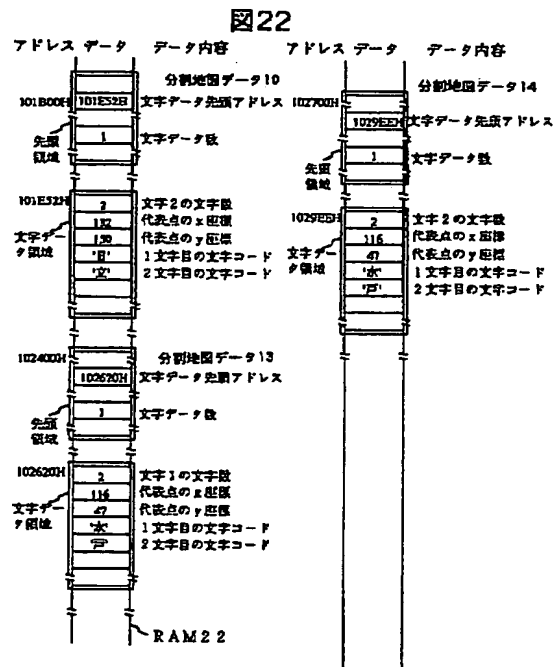 図22
アドレス データ データ内容
分割地図データ10
101B00H 101E52H 文字データ先頭アドレス
先頭領域
1 文字データ数
101E52H
2 文字2の文字数
132 代表点のx座標
150 代表点のy座標
文字データ領域
'日' 1文字目の文字コード
'立' 2文字目の文字コード
102400H 分割地図データ13
102620H 文字データ先頭アドレス
先頭領域
1 文字データ数
102620H
2 文字1の文字数
116 代表点のx座標
47 代表点のy座標
文字データ領域
'水' 1文字目の文字コード
'戸' 2文字目の文字コード
RAM22
アドレス データ データ内容
分割地図データ14
102700H
1029EEH 文字データ先頭アドレス
先頭領域
1 文字データ数
1029EEH
2 文字2の文字数
116 代表点のx座標
47 代表点のy座標
文字データ領域
'水' 1文字目の文字コード
'戸' 2文字目の文字コード